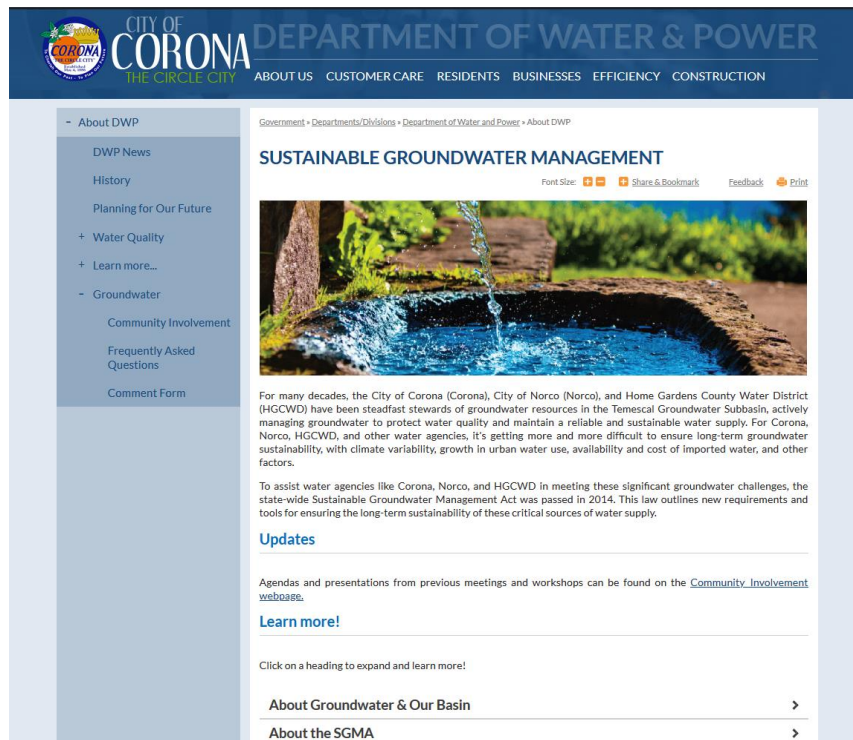 CITY OF
CORONA
THE CIRCLE CITY
CORONA
THE CIRCLE CITY
DEPARTMENT OF WATER & POWER
ABOUT US CUSTOMER CARE RESIDENTS BUSINESSES EFFICIENCY CONSTRUCTION
- About DWP
DWP News
History
Planning for Our Future
+ Water Quality
+ Learn more...
- Groundwater
Community Involvement
Frequently Asked
Questions
Comment Form
Government » Departments/Divisions » Department of Water and Power » About DWP
SUSTAINABLE GROUNDWATER MANAGEMENT
Font Size: + - + Share & Bookmark Feedback Print
For many decades, the City of Corona (Corona), City of Norco (Norco), and Home Gardens County Water District
(HGCWD) have been steadfast stewards of groundwater resources in the Temescal Groundwater Subbasin, actively
managing groundwater to protect water quality and maintain a reliable and sustainable water supply. For Corona,
Norco, HGCWD, and other water agencies, it's getting more and more difficult to ensure long-term groundwater
sustainability, with climate variability, growth in urban water use, availability and cost of imported water, and other
factors.
To assist water agencies like Corona, Norco, and HGCWD in meeting these significant groundwater challenges, the
state-wide Sustainable Groundwater Management Act was passed in 2014. This law outlines new requirements and
tools for ensuring the long-term sustainability of these critical sources of water supply.
Updates
Agendas and presentations from previous meetings and workshops can be found on the Community Involvement
webpage.
Learn more!
Click on a heading to expand and learn more!
About Groundwater & Our Basin
About the SGMA